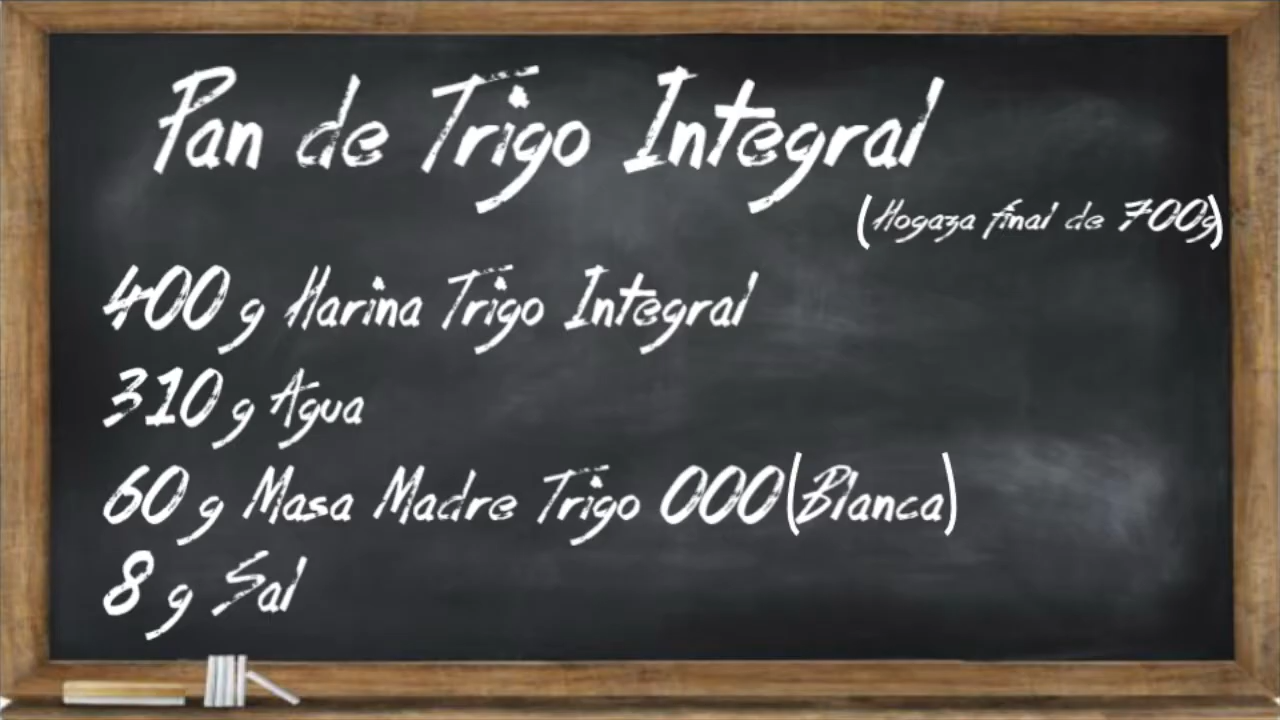 Pan de Trigo Integral
(Hogaza final de 700g)
400 g Harina Trigo Integral
310 g Agua
60 g Masa Madre Trigo 000(Blanca)
8 g Sal